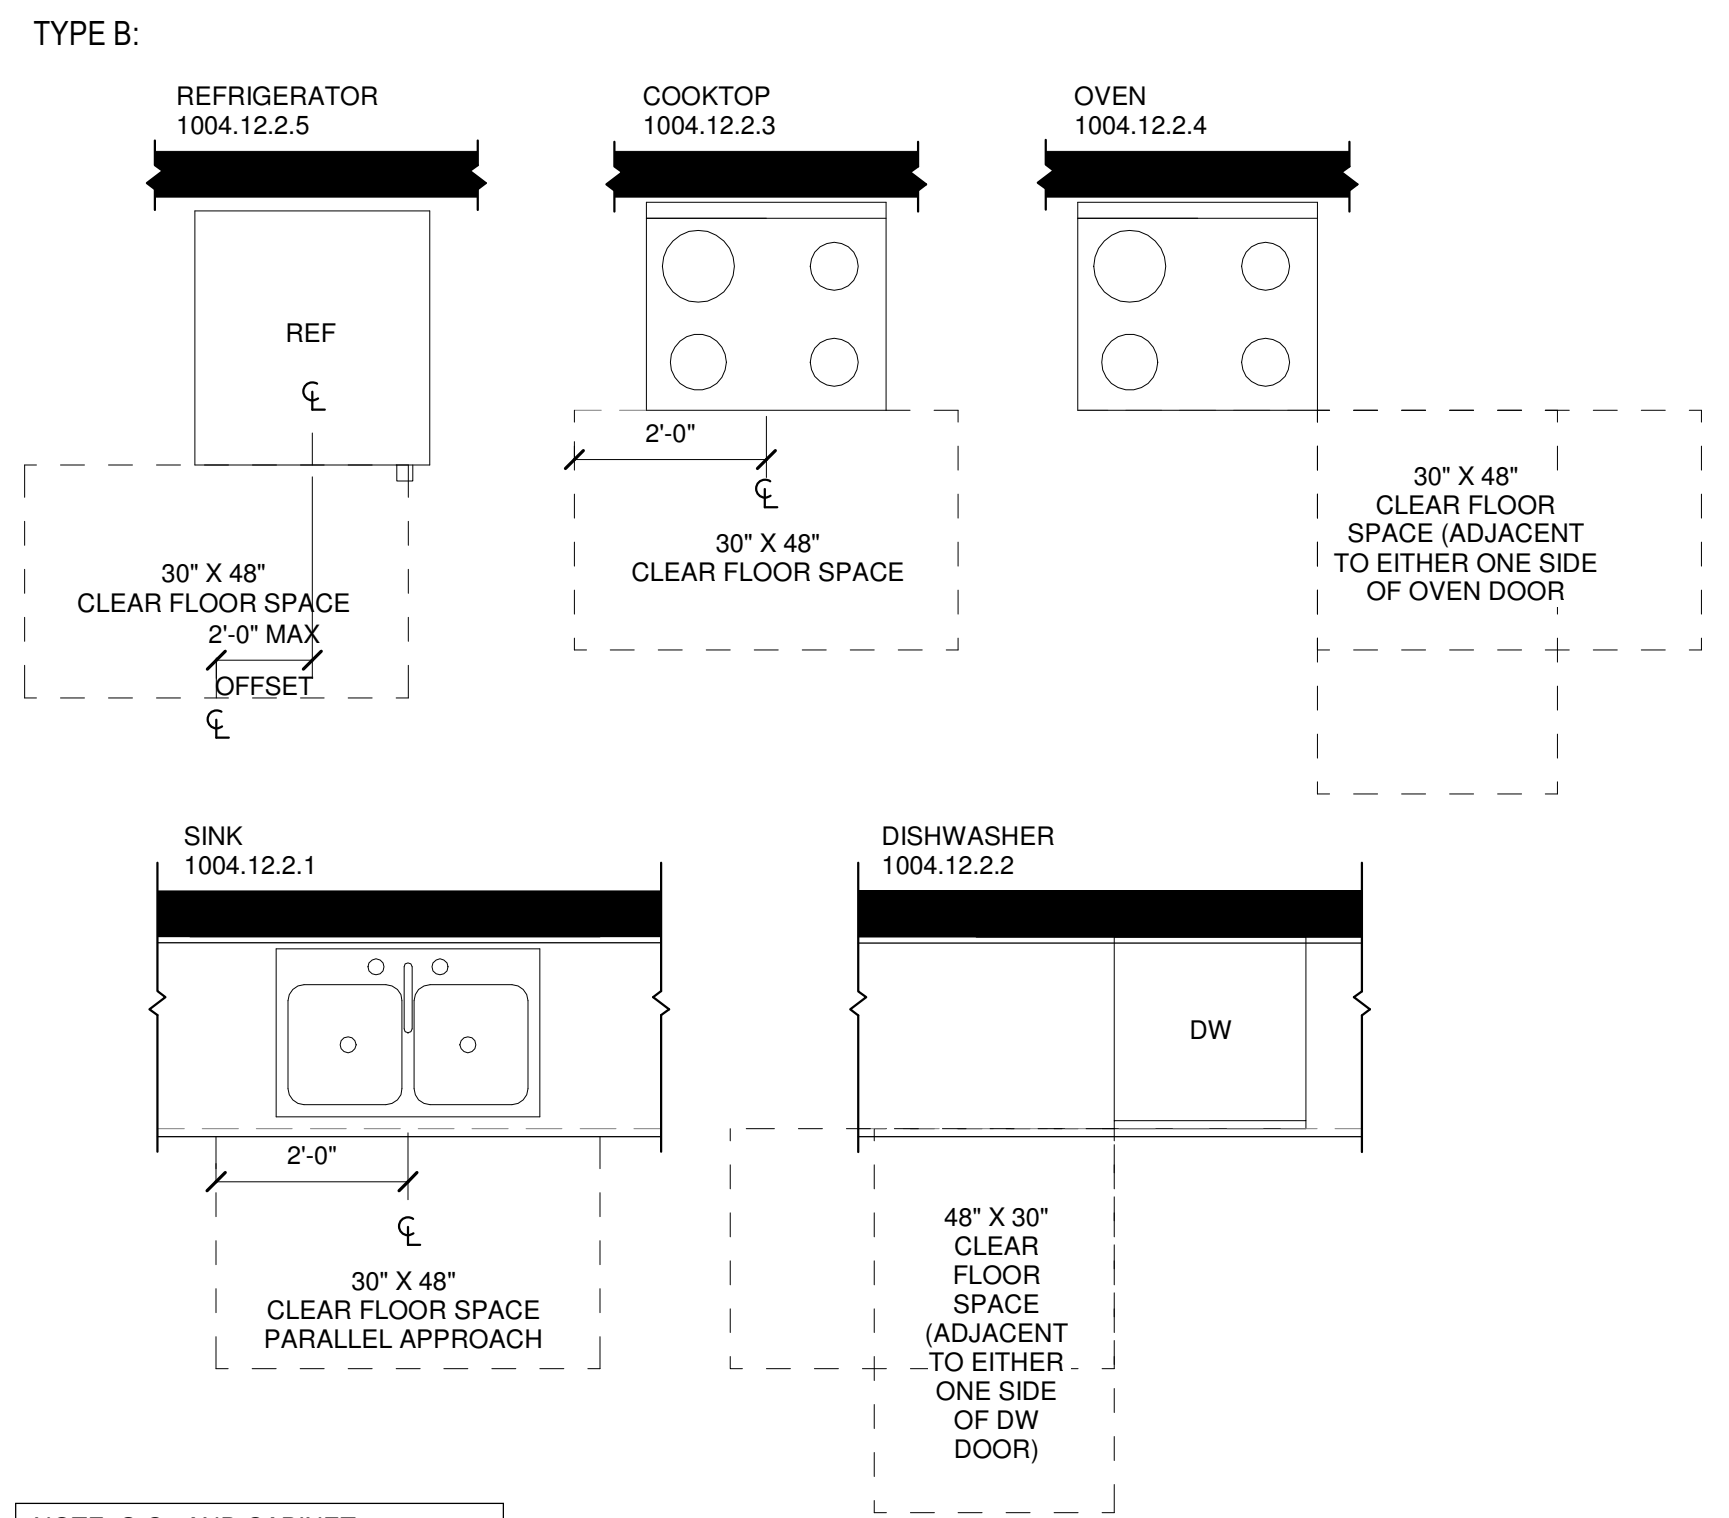 TYPE B:
REFRIGERATOR
1004.12.2.5
REF
℄
30" X 48"
CLEAR FLOOR SPACE
2'-0" MAX
OFFSET
℄
COOKTOP
1004.12.2.3
2'-0"
℄
30" X 48"
CLEAR FLOOR SPACE
OVEN
1004.12.2.4
30" X 48"
CLEAR FLOOR
SPACE (ADJACENT
TO EITHER ONE SIDE
OF OVEN DOOR
SINK
1004.12.2.1
2'-0"
℄
30" X 48"
CLEAR FLOOR SPACE
PARALLEL APPROACH
DISHWASHER
1004.12.2.2
DW
48" X 30"
CLEAR
FLOOR
SPACE
(ADJACENT
TO EITHER
ONE SIDE
OF DW
DOOR)